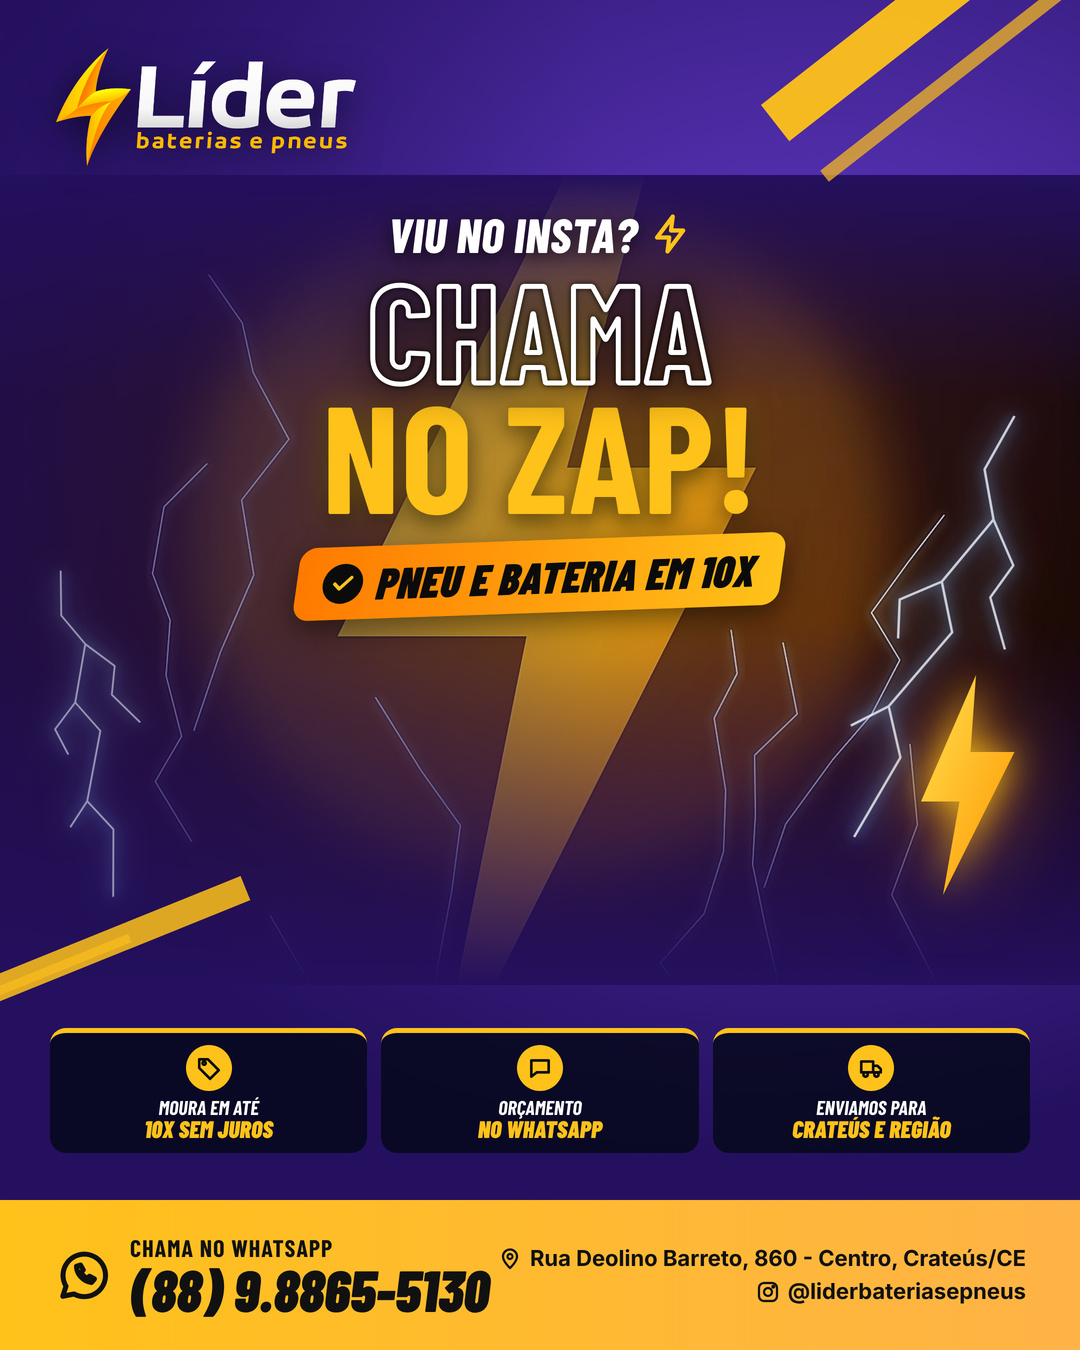 Líder
baterias e pneus
VIU NO INSTA?
CHAMA
NO ZAP!
PNEU E BATERIA EM 10X
MOURA EM ATÉ
10X SEM JUROS
ORÇAMENTO
NO WHATSAPP
ENVIAMOS PARA
CRATEÚS E REGIÃO
CHAMA NO WHATSAPP
(88) 9.8865-5130
Rua Deolino Barreto, 860 - Centro, Crateús/CE
@liderbateriasepneus